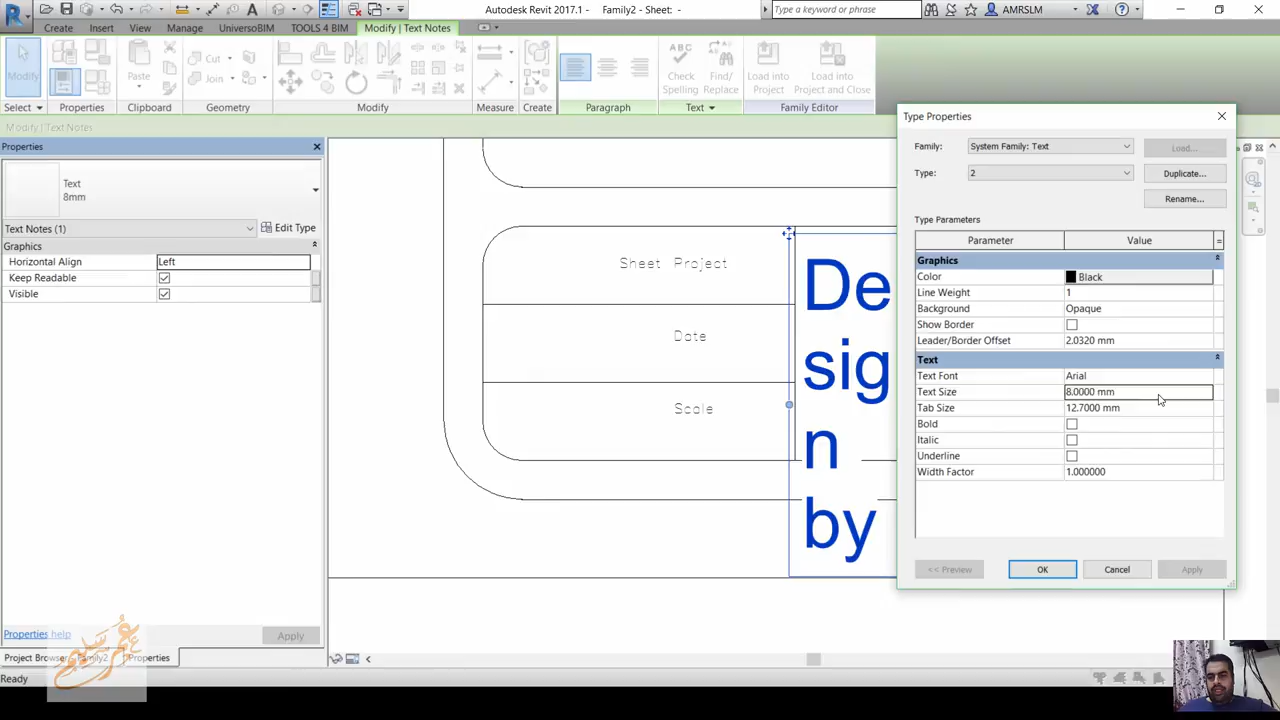 Autodesk Revit 2017.1 - Family2 - Sheet: -
Type a keyword or phrase
AMRSLM
Create Insert View Manage UniversoBIM TOOLS 4 BIM Modify | Text Notes
Modify
Paste
Cut
Join
Check Spelling
Find/ Replace
Load into Project
Load into Project and Close
Select Properties Clipboard Geometry Modify Measure Create Paragraph Text Family Editor
Modify | Text Notes
Properties
Text
8mm
Text Notes (1)
Edit Type
Graphics
Horizontal Align Left
Keep Readable
Visible
Properties help
Apply
Project Browser - Family2
Properties
Ready
Sheet Project
Date
Scale
De
sig
n
by
Type Properties
Family: System Family: Text Load...
Type: 2 Duplicate...
Rename...
Type Parameters
Parameter Value =
Graphics
Color Black
Line Weight 1
Background Opaque
Show Border
Leader/Border Offset 2.0320 mm
Text
Text Font Arial
Text Size 8.0000 mm
Tab Size 12.7000 mm
Bold
Italic
Underline
Width Factor 1.000000
<< Preview OK Cancel Apply